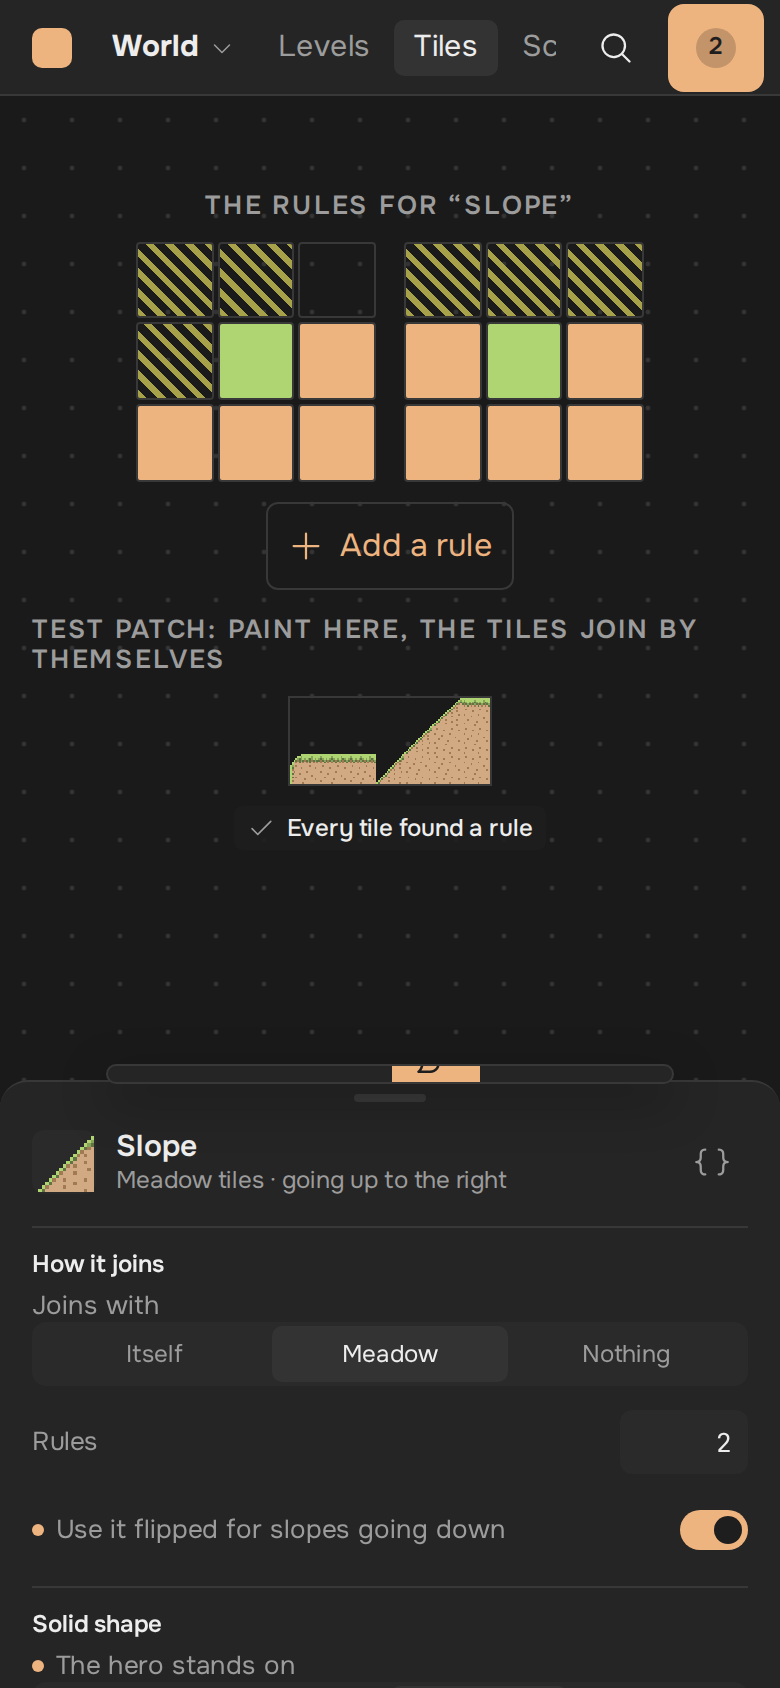 World
Levels
Tiles
Sc
2
THE RULES FOR “SLOPE”
Add a rule
TEST PATCH: PAINT HERE, THE TILES JOIN BY
THEMSELVES
Every tile found a rule
Slope
Meadow tiles · going up to the right
{ }
How it joins
Joins with
Itself
Meadow
Nothing
Rules
2
Use it flipped for slopes going down
Solid shape
The hero stands on